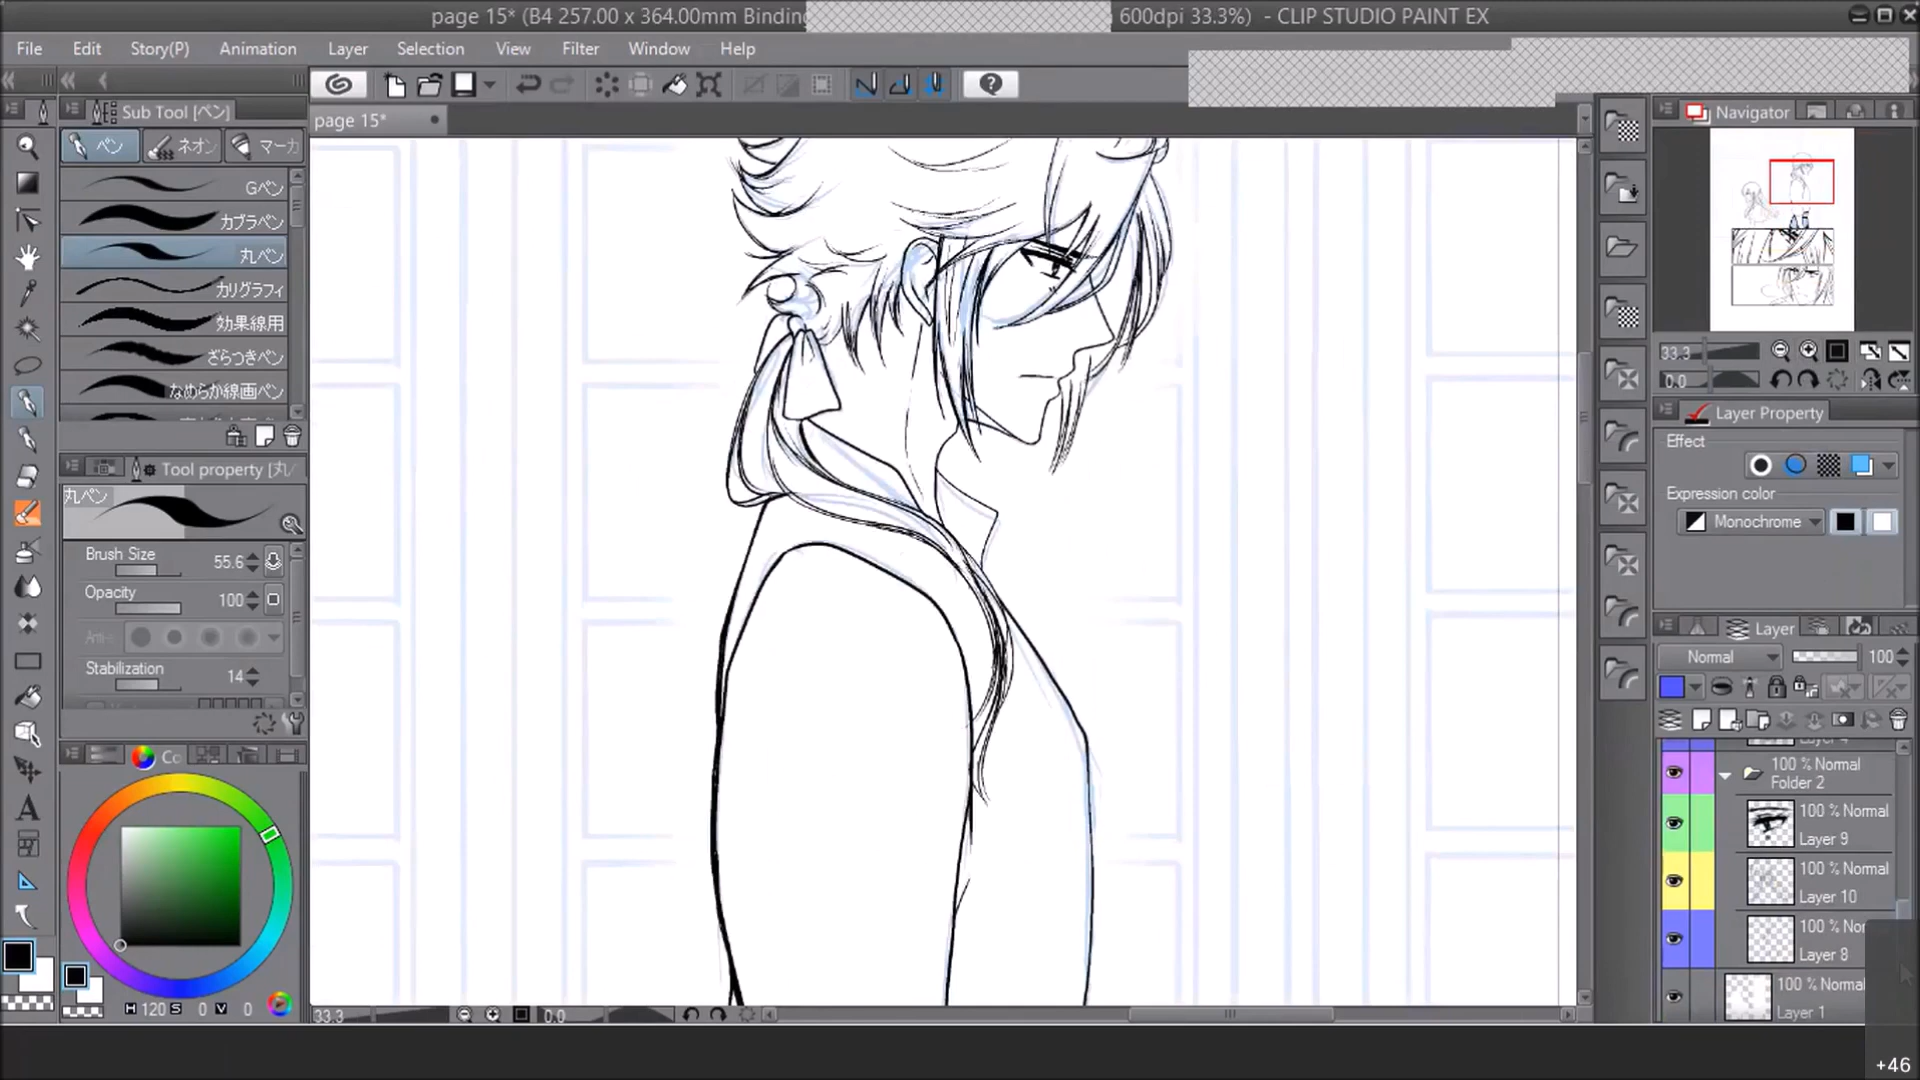 page 15* (B4 257.00 x 364.00mm Binding 600dpi 33.3%) - CLIP STUDIO PAINT EX
File Edit Story(P) Animation Layer Selection View Filter Window Help
Sub Tool [ペン]
page 15*
Navigator
ペン ネオン マーカ
Gペン
カブラペン
丸ペン
カリグラフィ
効果線用
ざらつきペン
なめらか線画ペン
33.3
0.0
Layer Property
Effect
Expression color
Monochrome
Tool property [丸ペ
丸ペン
Brush Size 55.6
Opacity 100
Anti-
Stabilization 14
Layer
Normal 100
100 % Normal
Folder 2
100 % Normal
Layer 9
100 % Normal
Layer 10
100 % Nor
Layer 8
100 % Normal
Layer 1
Co
H 120 S 0 V 0
33.3 0.0
+46